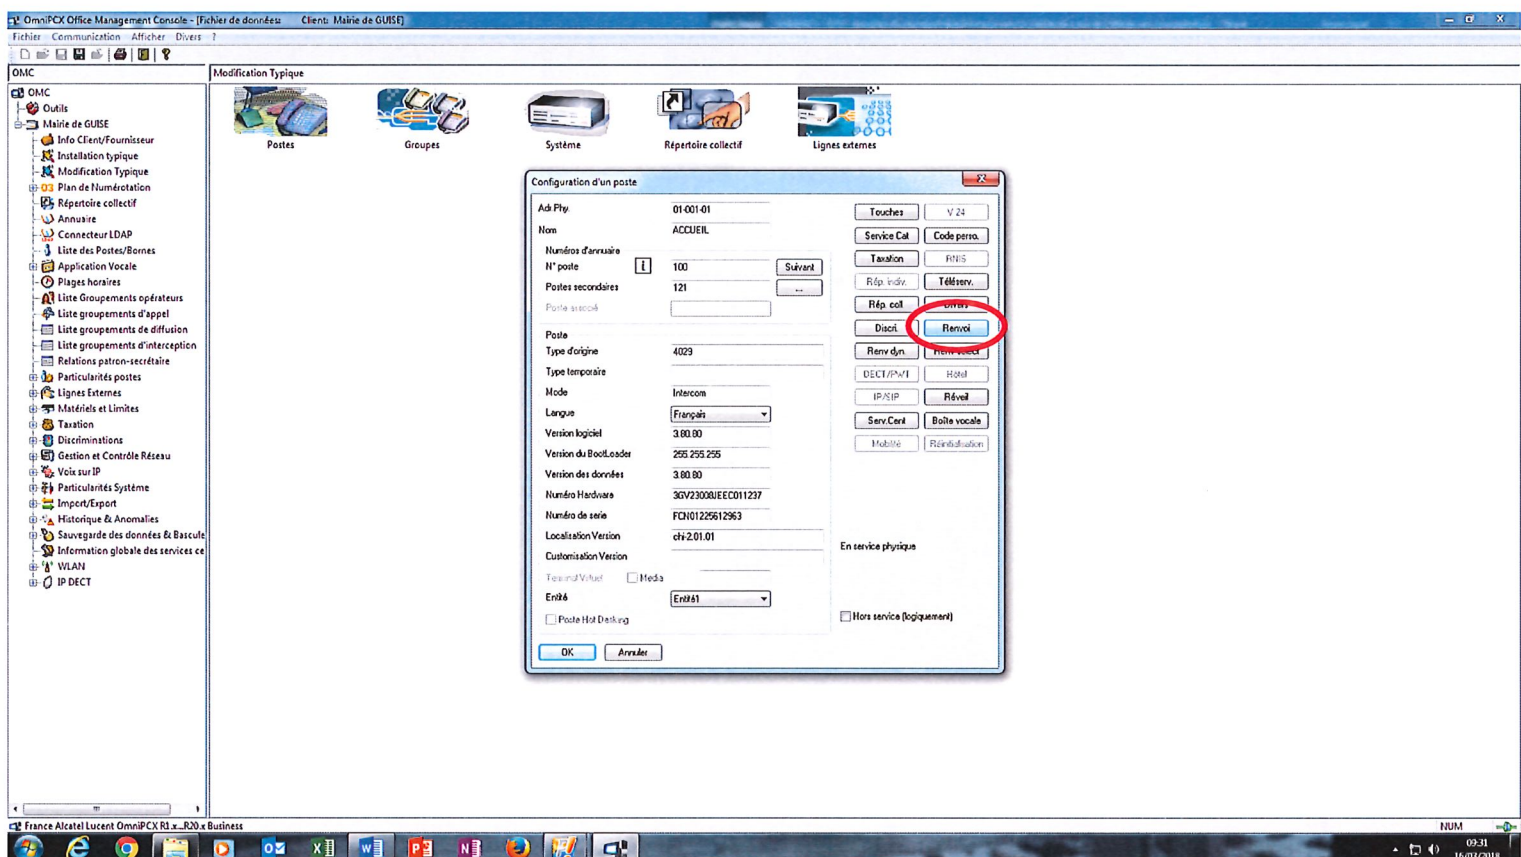 OmniPCX Office Management Console - [Fichier de données: Client: Mairie de GUISE]
Fichier Communication Afficher Divers ?
OMC
Modification Typique
OMC
Outils
Mairie de GUISE
Info Client/Fournisseur
Installation typique
Modification Typique
Plan de Numérotation
Répertoire collectif
Annuaire
Connecteur LDAP
Liste des Postes/Bornes
Application Vocale
Plages horaires
Liste Groupements opérateurs
Liste groupements d'appel
Liste groupements de diffusion
Liste groupements d'interception
Relations patron-secrétaire
Particularités postes
Lignes Externes
Matériels et Limites
Taxation
Discriminations
Gestion et Contrôle Réseau
Voix sur IP
Particularités Système
Import/Export
Historique & Anomalies
Sauvegarde des données & Bascule
Information globale des services ce
WLAN
IP DECT
Postes
Groupes
Système
Répertoire collectif
Lignes externes
Configuration d'un poste
Adr.Phy. 01-001-01
Nom ACCUEIL
Numéros d'annuaire
N° poste i 100 Suivant
Postes secondaires 121 ...
Poste associé
Poste
Type d'origine 4029
Type temporaire
Mode Intercom
Langue Français
Version logiciel 3.80.80
Version du BootLoader 255.255.255
Version des données 3.80.80
Numéro Hardware 3GV23008JEEC011237
Numéro de serie FCN01225612963
Localisation Version chi-2.01.01
Customisation Version
Terminal Virtuel Media
Entité Entité1
Poste Hot Desking
OK Annuler
Touches V 24
Service Cat Code perso.
Taxation RNIS
Rép. indiv. Téléserv.
Rép. coll Divers
Discri. Renvoi
Renv dyn. Renv sélect
DECT/PWT Hôtel
IP/SIP Réveil
Serv.Cent Boîte vocale
Mobilité Réinitialisation
En service physique
Hors service (logiquement)
France Alcatel Lucent OmniPCX R1.x...R20.x Business
NUM
09:31
16/03/2018